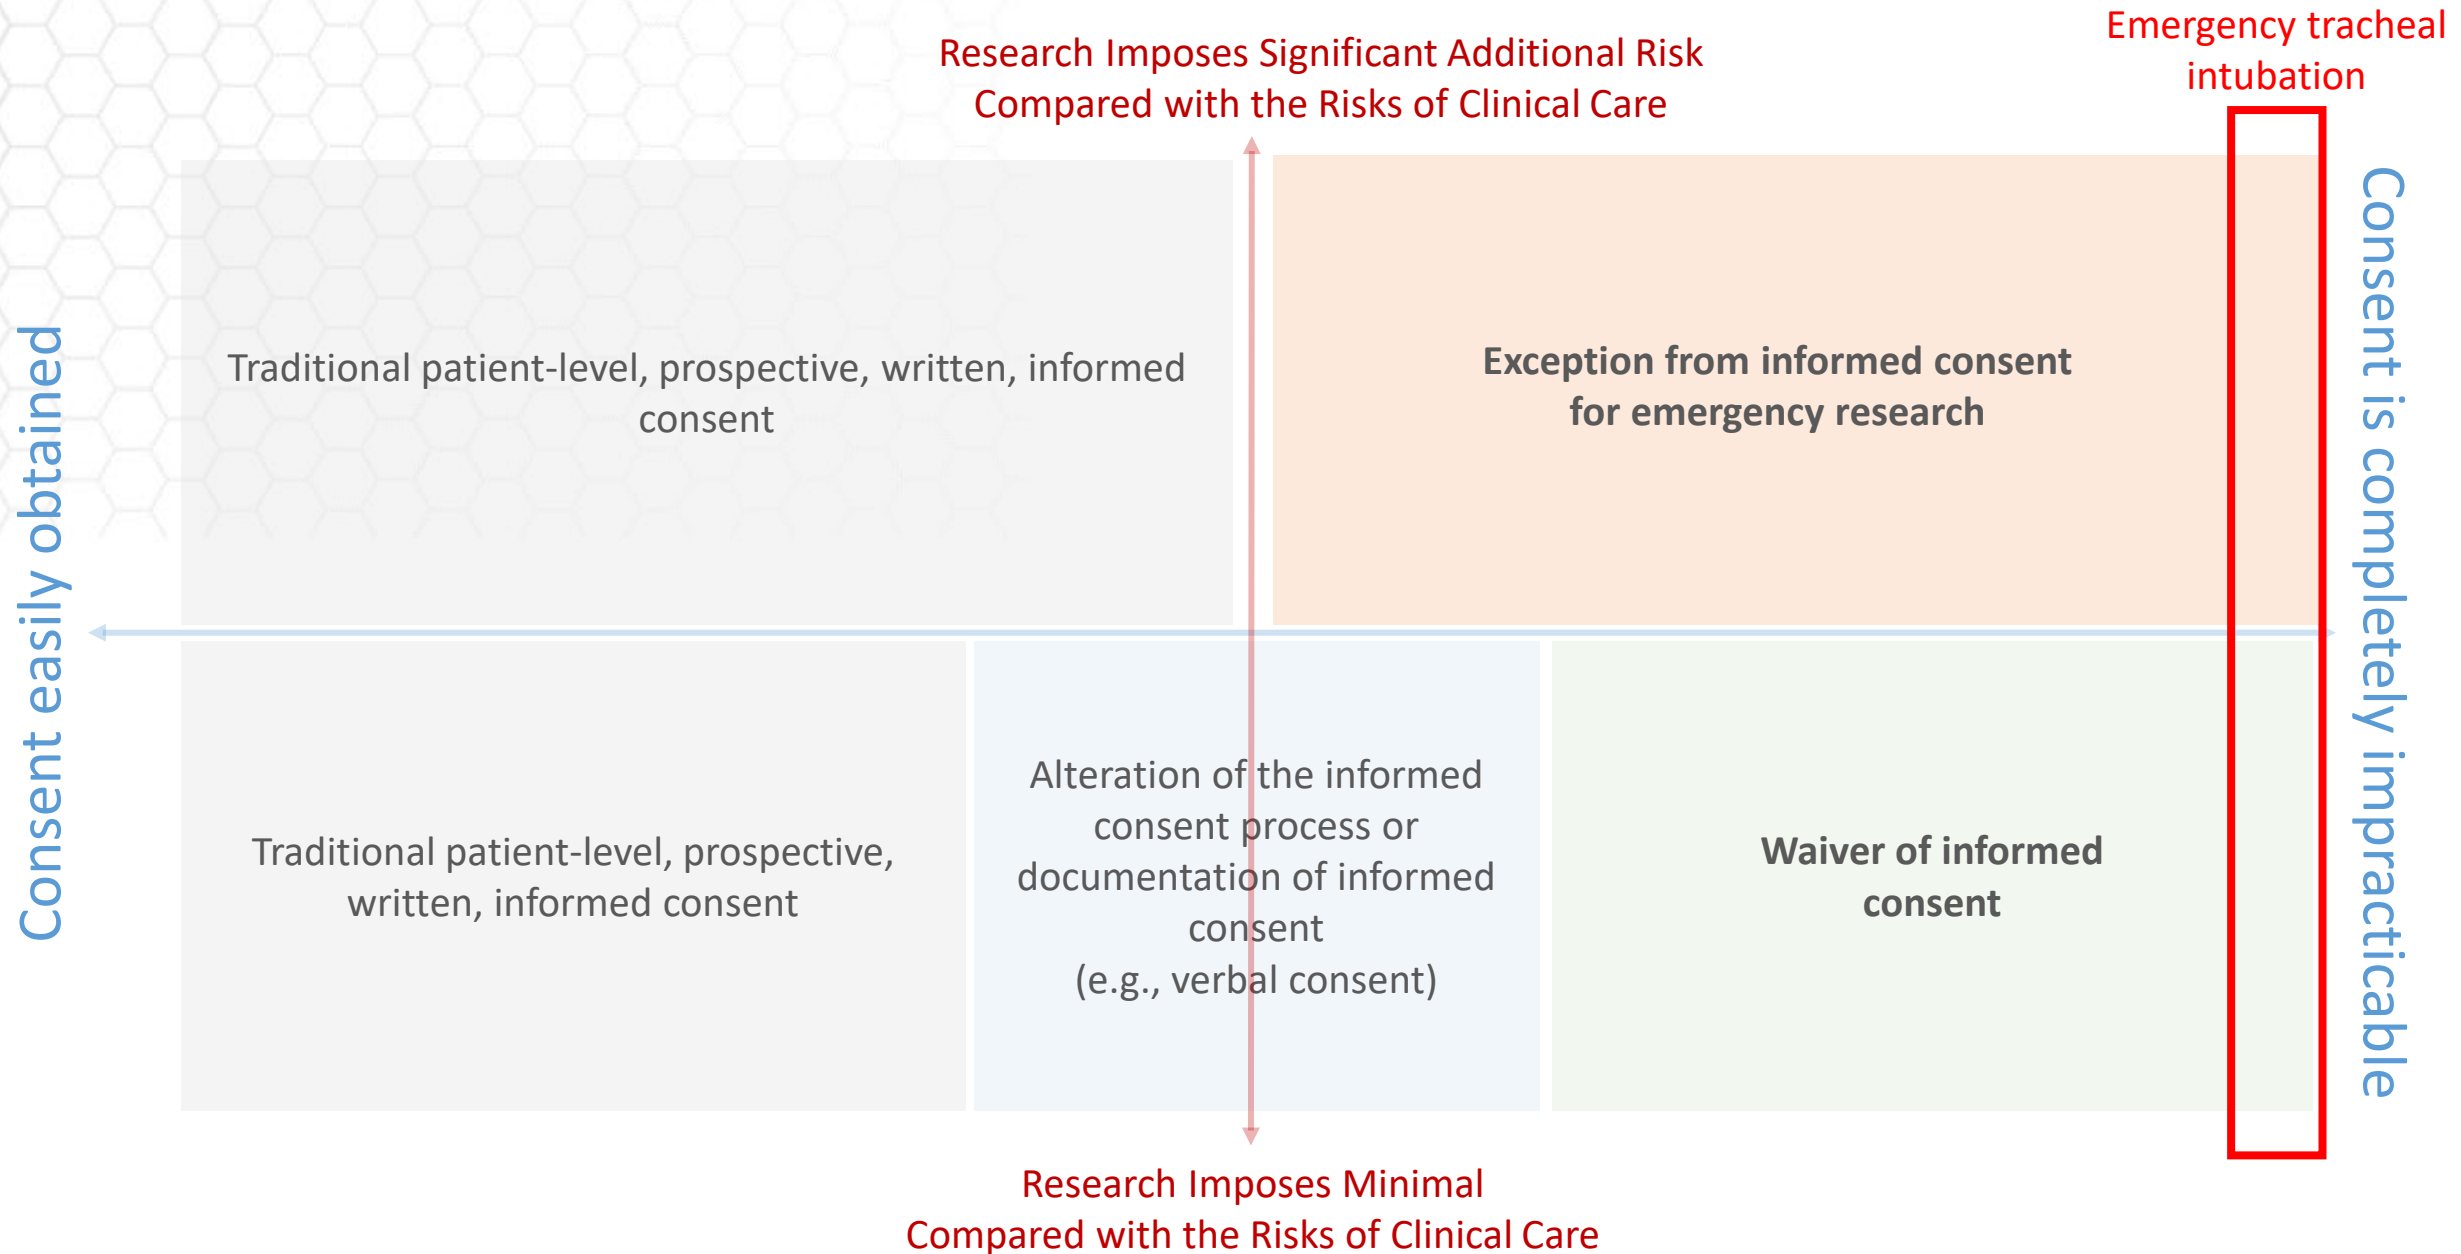 Emergency tracheal
intubation
Research Imposes Significant Additional Risk
Compared with the Risks of Clinical Care
Consent easily obtained
Traditional patient-level, prospective, written, informed
consent
Exception from informed consent
for emergency research
Consent is completely impracticable
Traditional patient-level, prospective,
written, informed consent
Alteration of the informed
consent process or
documentation of informed
consent
(e.g., verbal consent)
Waiver of informed
consent
Research Imposes Minimal
Compared with the Risks of Clinical Care